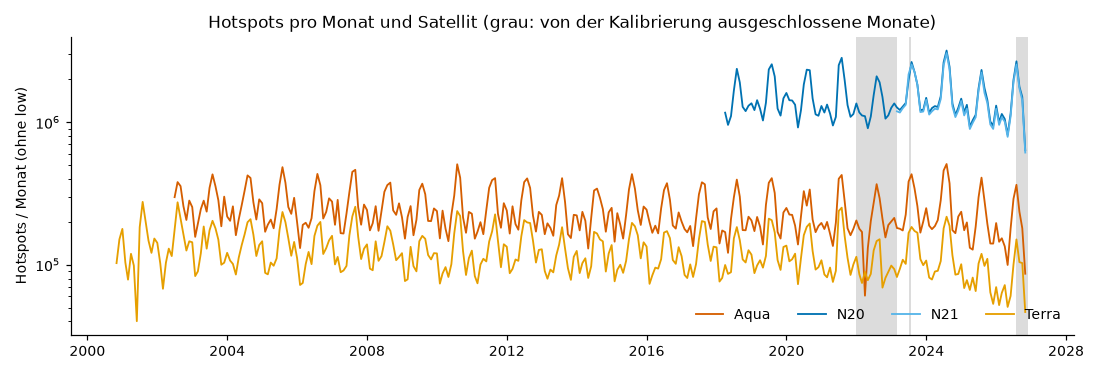 Hotspots pro Monat und Satellit (grau: von der Kalibrierung ausgeschlossene Monate)
Hotspots / Monat (ohne low)
10⁶
10⁵
Aqua N20 N21 Terra
2000 2004 2008 2012 2016 2020 2024 2028